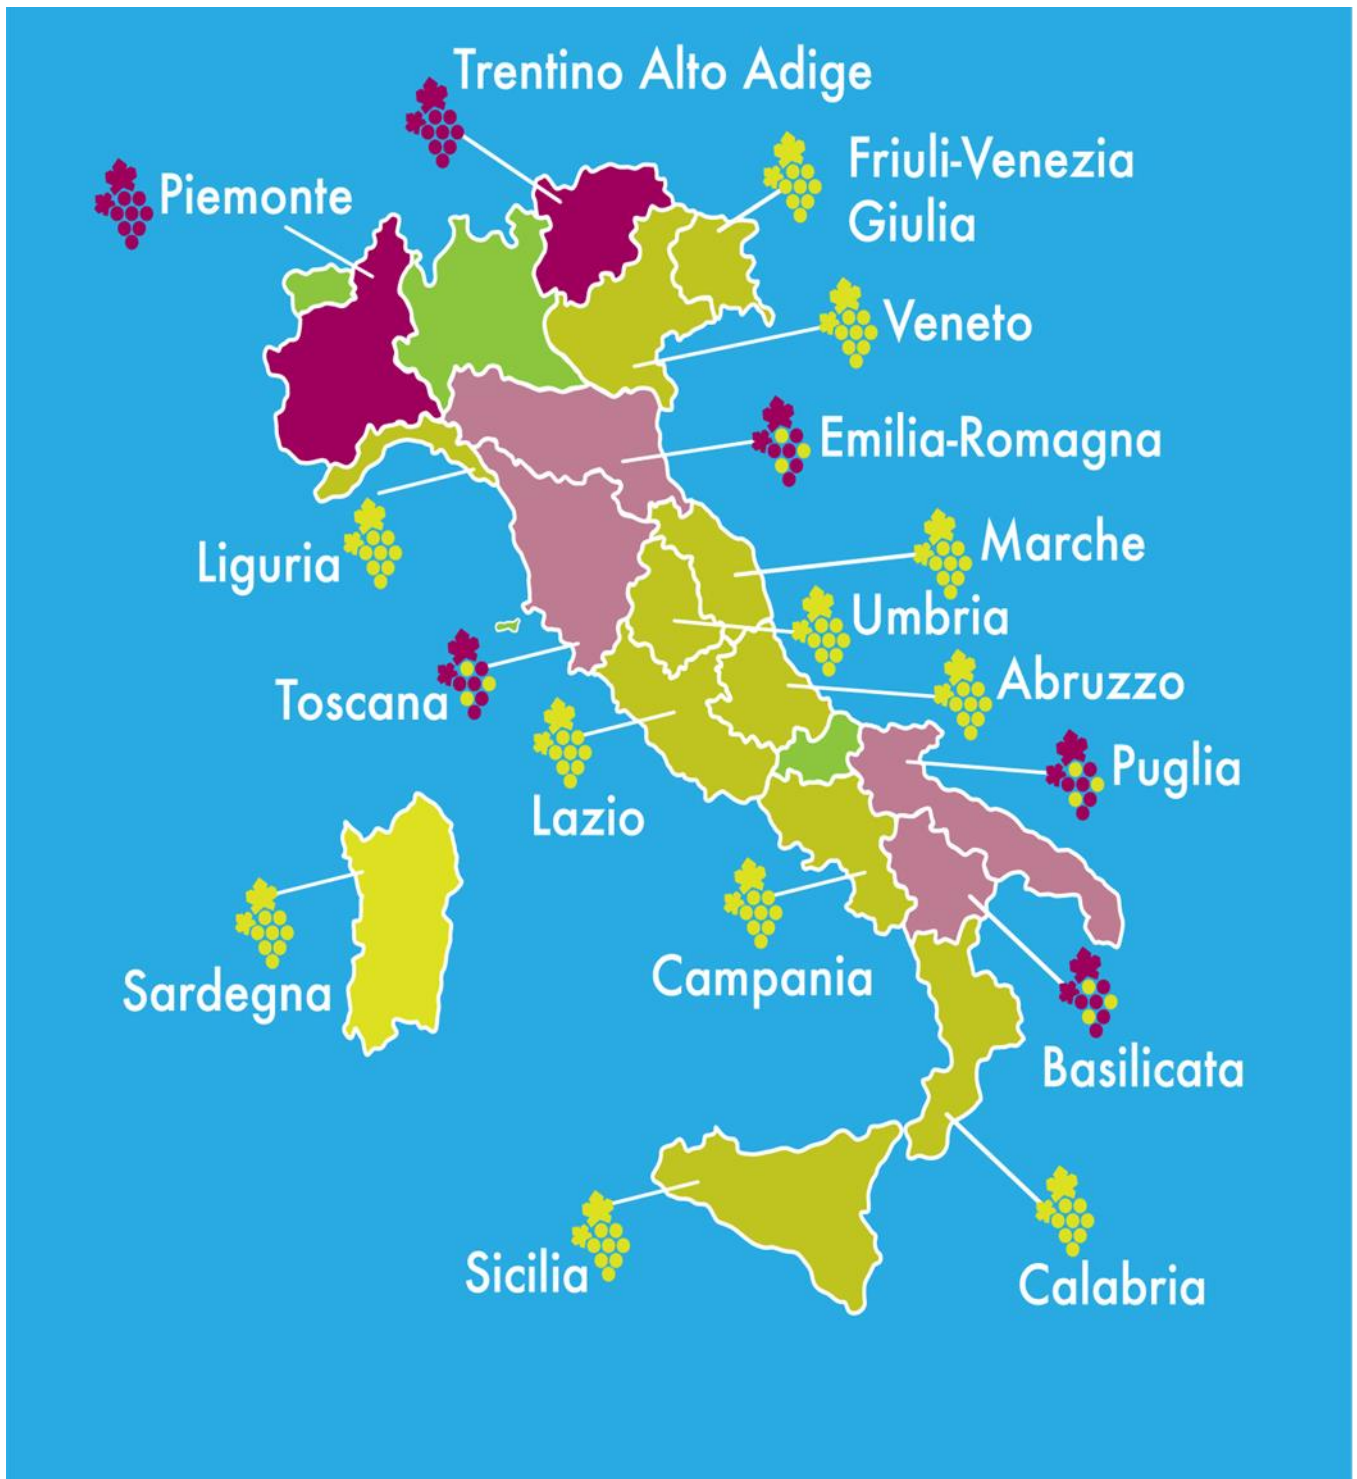 Trentino Alto Adige
Friuli-Venezia
Giulia
Piemonte
Veneto
Emilia-Romagna
Marche
Liguria
Umbria
Abruzzo
Toscana
Puglia
Lazio
Sardegna
Campania
Basilicata
Sicilia
Calabria